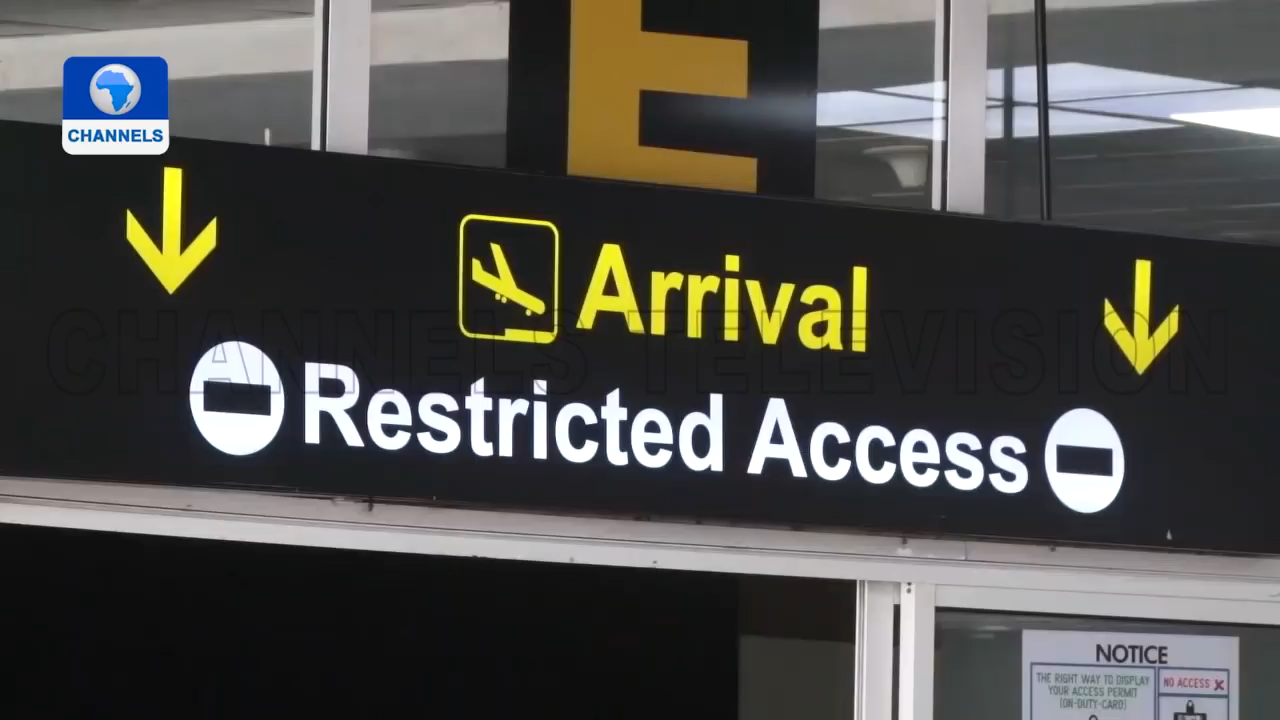 CHANNELS
E
Arrival
CHANNELS TELEVISION
Restricted Access
NOTICE
THE RIGHT WAY TO DISPLAY
YOUR ACCESS PERMIT
(ON-DUTY-CARD)
NO ACCESS X